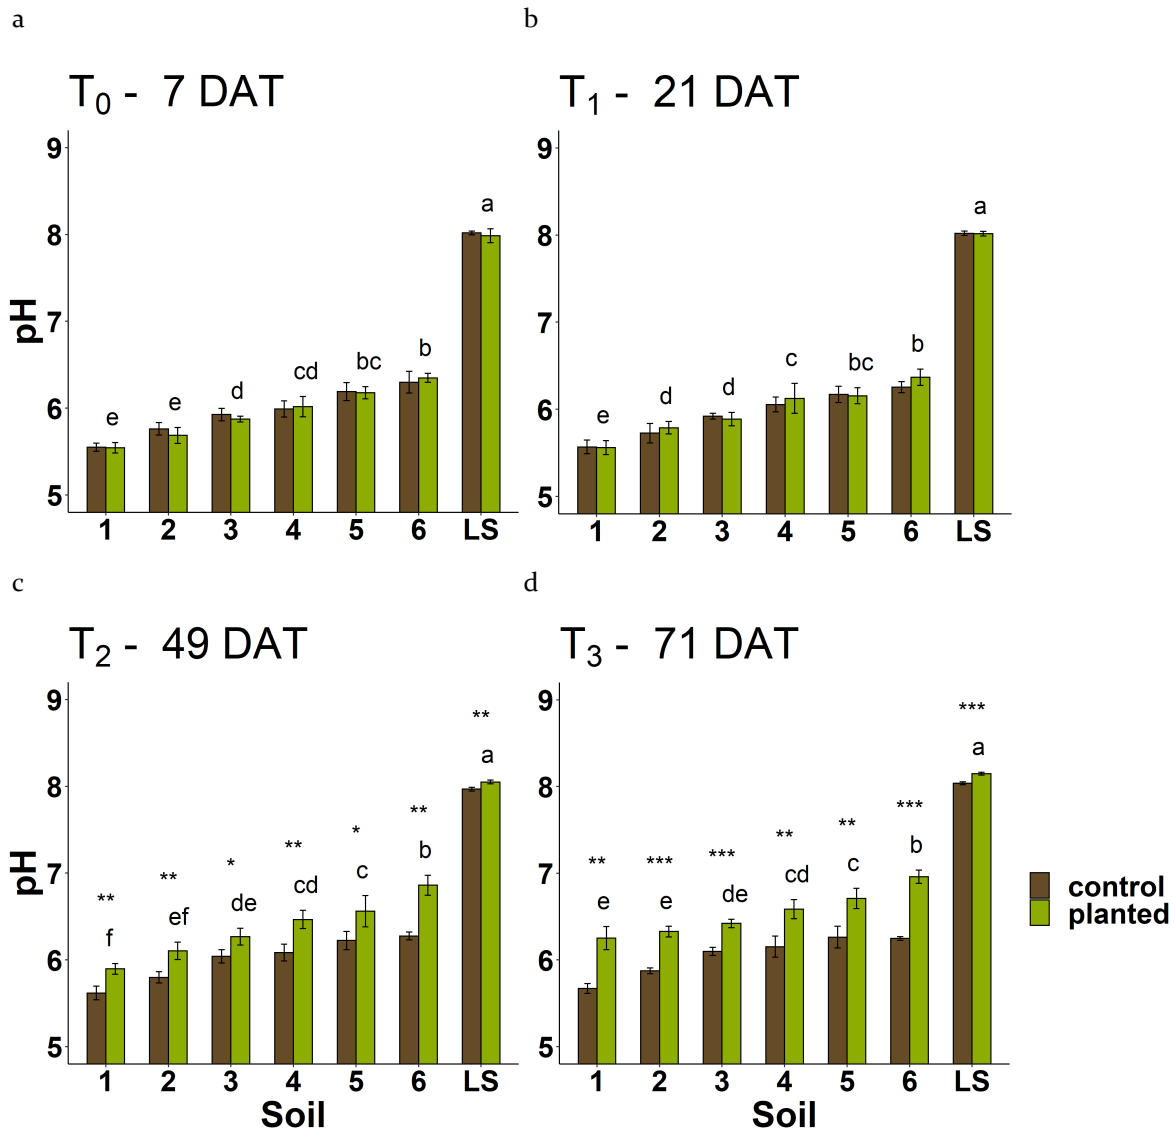 a
b
T0 - 7 DAT
T1 - 21 DAT
9
8
7
6
5
pH
e
e
d
cd
bc
b
a
1 2 3 4 5 6 LS
9
8
7
6
5
e
d
d
c
bc
b
a
1 2 3 4 5 6 LS
c
d
T2 - 49 DAT
T3 - 71 DAT
9
8
7
6
5
pH
** ** * ** * ** **
f
ef
de
cd
c
b
a
1 2 3 4 5 6 LS
Soil
9
8
7
6
5
** *** *** ** ** *** ***
e
e
de
cd
c
b
a
1 2 3 4 5 6 LS
Soil
control
planted